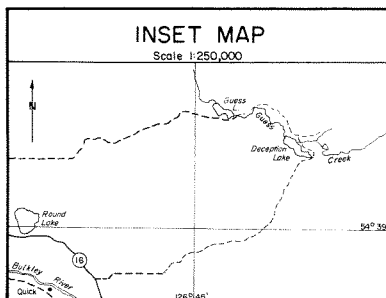 INSET MAP
Scale 1:250,000
N
Guess
Guess
Deception
Lake
Creek
Round
Lake
54° 39
16
Bulkley
River
Quick
126° 45'